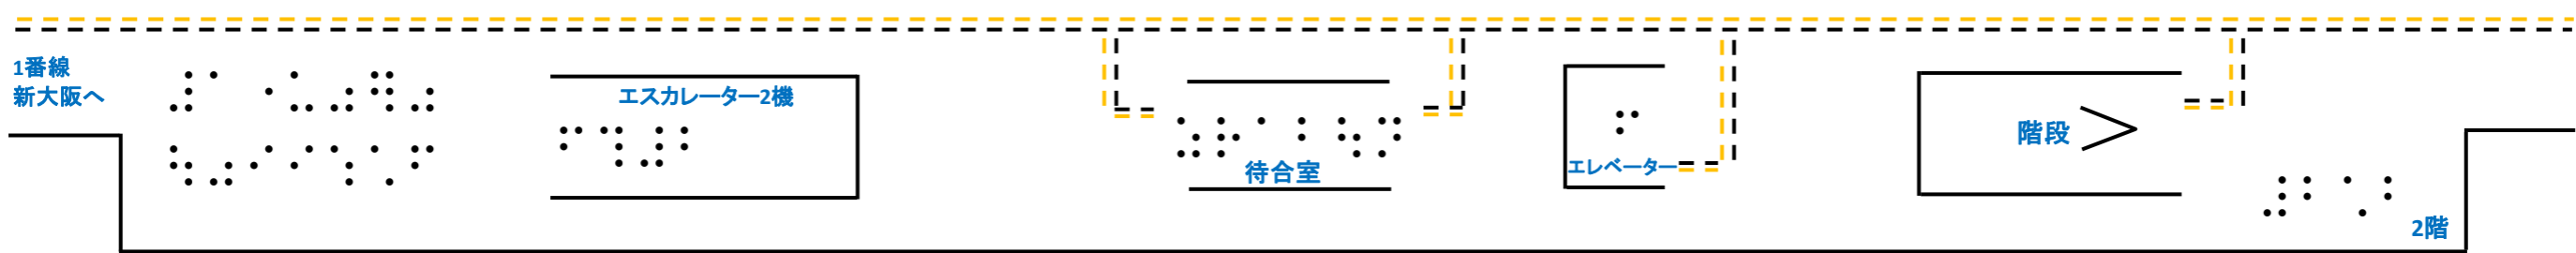 1番線
新大阪へ
⠼⠁⠀⠐⠥⠴⠻⠴
⠳⠤⠊⠊⠱⠡⠋
エスカレーター2機
⠋⠹⠼⠃
待合室
エレベーター
⠋
階段
⠼⠃⠀⠡
2階